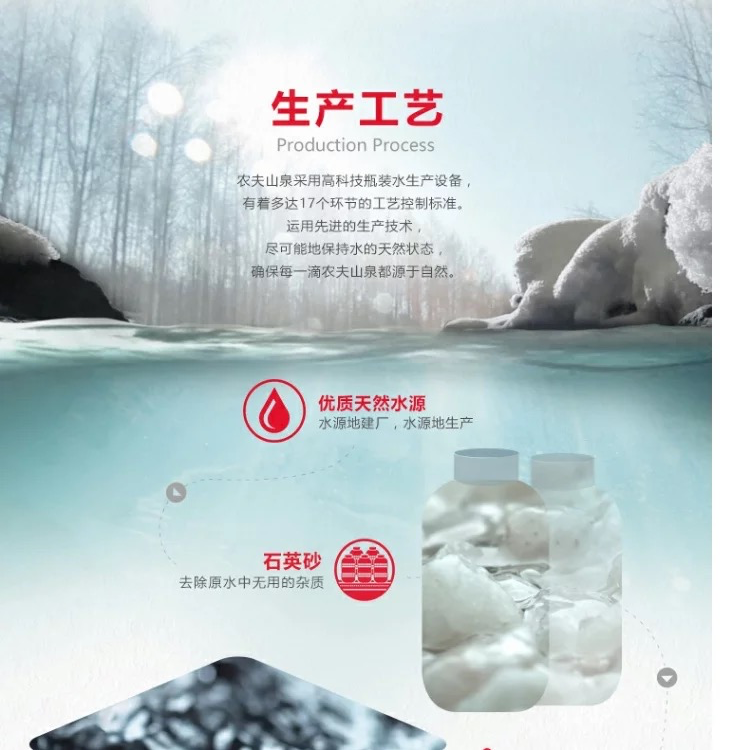 生产工艺
Production Process
农夫山泉采用高科技瓶装水生产设备，
有着多达17个环节的工艺控制标准。
运用先进的生产技术，
尽可能地保持水的天然状态，
确保每一滴农夫山泉都源于自然。
优质天然水源
水源地建厂，水源地生产
石英砂
去除原水中无用的杂质